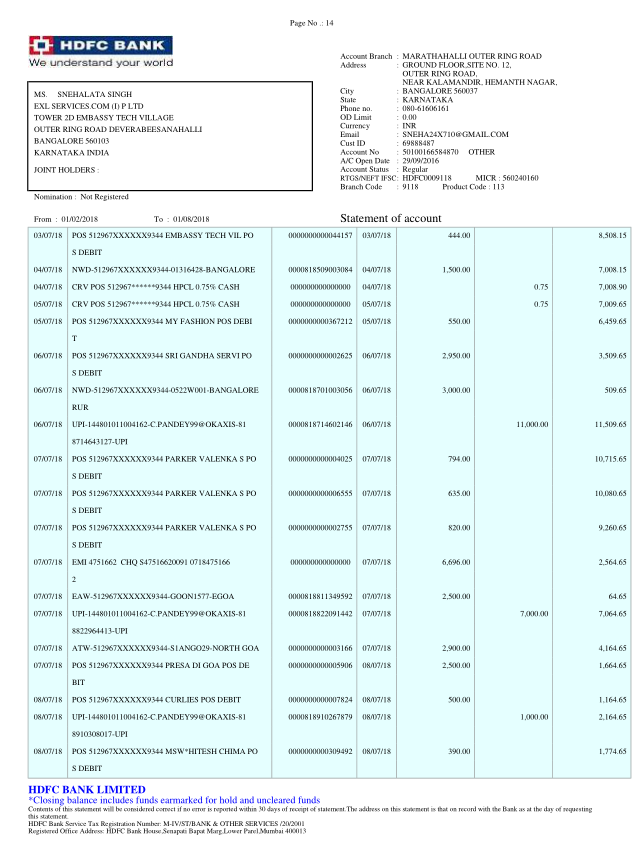 Page No .: 14
HDFC BANK
We understand your world
Account Branch : MARATHAHALLI OUTER RING ROAD
Address : GROUND FLOOR,SITE NO. 12,
OUTER RING ROAD,
NEAR KALAMANDIR, HEMANTH NAGAR,
City : BANGALORE 560037
State : KARNATAKA
Phone no. : 080-61606161
OD Limit : 0.00
Currency : INR
Email : SNEHA24X710@GMAIL.COM
Cust ID : 69888487
Account No : 50100166584870 OTHER
A/C Open Date : 29/09/2016
Account Status : Regular
RTGS/NEFT IFSC: HDFC0009118 MICR : 560240160
Branch Code : 9118 Product Code : 113
MS. SNEHALATA SINGH
EXL SERVICES.COM (I) P LTD
TOWER 2D EMBASSY TECH VILLAGE
OUTER RING ROAD DEVERABEESANAHALLI
BANGALORE 560103
KARNATAKA INDIA
JOINT HOLDERS :
Nomination : Not Registered
From : 01/02/2018 To : 01/08/2018 Statement of account
03/07/18 POS 512967XXXXXX9344 EMBASSY TECH VIL PO 0000000000044157 03/07/18 444.00 8,508.15
S DEBIT
04/07/18 NWD-512967XXXXXX9344-01316428-BANGALORE 0000818509003084 04/07/18 1,500.00 7,008.15
04/07/18 CRV POS 512967******9344 HPCL 0.75% CASH 000000000000000 04/07/18 0.75 7,008.90
05/07/18 CRV POS 512967******9344 HPCL 0.75% CASH 000000000000000 05/07/18 0.75 7,009.65
05/07/18 POS 512967XXXXXX9344 MY FASHION POS DEBI 0000000000367212 05/07/18 550.00 6,459.65
T
06/07/18 POS 512967XXXXXX9344 SRI GANDHA SERVI PO 0000000000002625 06/07/18 2,950.00 3,509.65
S DEBIT
06/07/18 NWD-512967XXXXXX9344-0522W001-BANGALORE 0000818701003056 06/07/18 3,000.00 509.65
RUR
06/07/18 UPI-144801011004162-C.PANDEY99@OKAXIS-81 0000818714602146 06/07/18 11,000.00 11,509.65
8714643127-UPI
07/07/18 POS 512967XXXXXX9344 PARKER VALENKA S PO 0000000000004025 07/07/18 794.00 10,715.65
S DEBIT
07/07/18 POS 512967XXXXXX9344 PARKER VALENKA S PO 0000000000006555 07/07/18 635.00 10,080.65
S DEBIT
07/07/18 POS 512967XXXXXX9344 PARKER VALENKA S PO 0000000000002755 07/07/18 820.00 9,260.65
S DEBIT
07/07/18 EMI 4751662 CHQ S47516620091 0718475166 000000000000000 07/07/18 6,696.00 2,564.65
2
07/07/18 EAW-512967XXXXXX9344-GOON1577-EGOA 0000818811349592 07/07/18 2,500.00 64.65
07/07/18 UPI-144801011004162-C.PANDEY99@OKAXIS-81 0000818822091442 07/07/18 7,000.00 7,064.65
8822964413-UPI
07/07/18 ATW-512967XXXXXX9344-S1ANGO29-NORTH GOA 0000000000003166 07/07/18 2,900.00 4,164.65
07/07/18 POS 512967XXXXXX9344 PRESA DI GOA POS DE 0000000000005906 08/07/18 2,500.00 1,664.65
BIT
08/07/18 POS 512967XXXXXX9344 CURLIES POS DEBIT 0000000000007824 08/07/18 500.00 1,164.65
08/07/18 UPI-144801011004162-C.PANDEY99@OKAXIS-81 0000818910267879 08/07/18 1,000.00 2,164.65
8910308017-UPI
08/07/18 POS 512967XXXXXX9344 MSW*HITESH CHIMA PO 0000000000309492 08/07/18 390.00 1,774.65
S DEBIT
HDFC BANK LIMITED
*Closing balance includes funds earmarked for hold and uncleared funds
Contents of this statement will be considered correct if no error is reported within 30 days of receipt of statement.The address on this statement is that on record with the Bank as at the day of requesting
this statement.
HDFC Bank Service Tax Registration Number: M-IV/ST/BANK & OTHER SERVICES /20/2001
Registered Office Address: HDFC Bank House,Senapati Bapat Marg,Lower Parel,Mumbai 400013